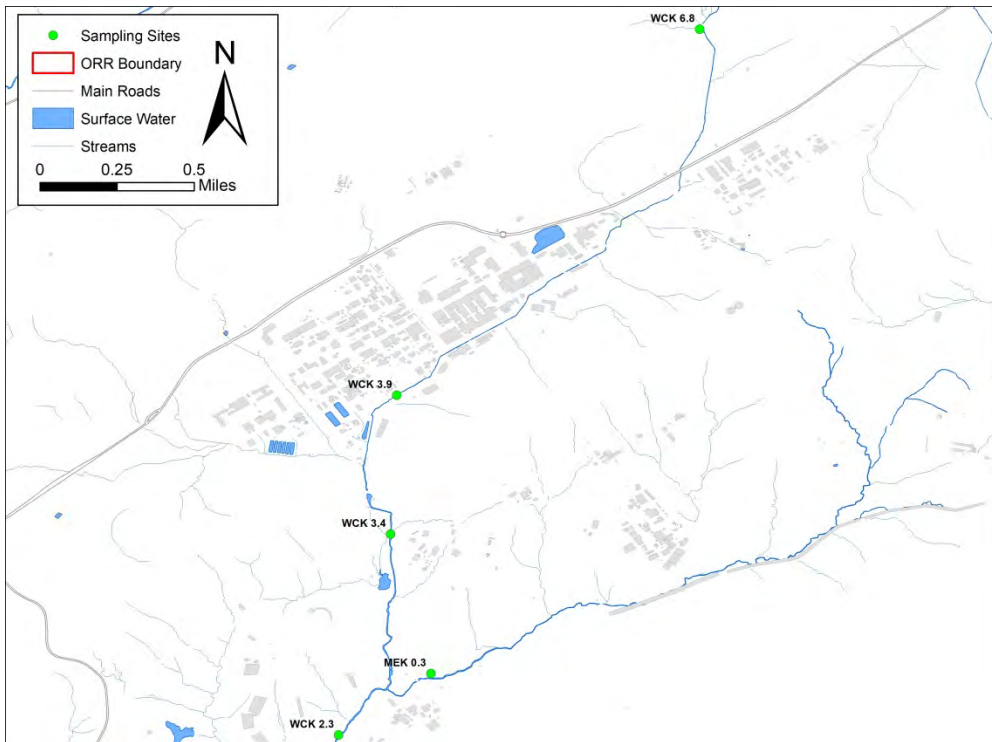 Sampling Sites
ORR Boundary
Main Roads
Surface Water
Streams
0 0.25 0.5
Miles
N
WCK 6.8
WCK 3.9
WCK 3.4
MEK 0.3
WCK 2.3